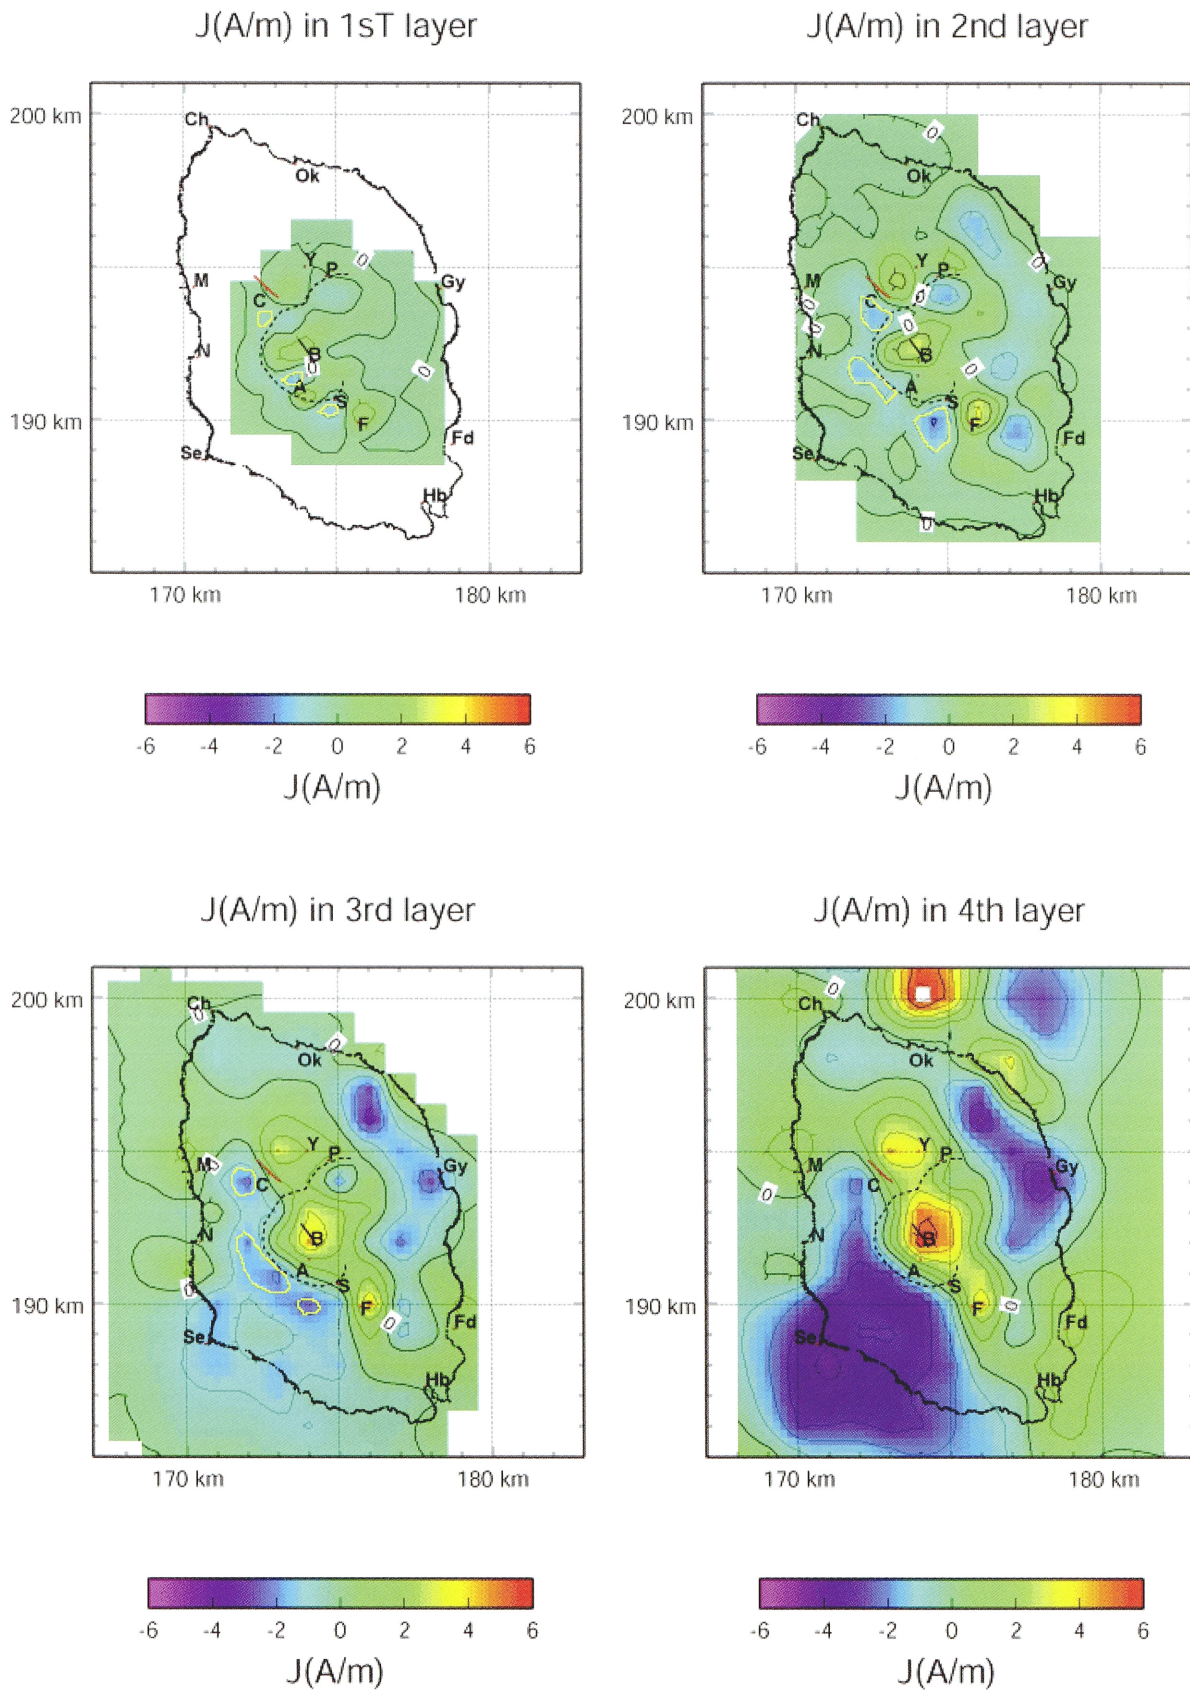 J(A/m) in 1sT layer
J(A/m) in 2nd layer
200 km
190 km
170 km
180 km
Ch
Ok
Y
P
M
Gy
C
N
B
A
S
F
Fd
Se
Hb
0
0
0
200 km
190 km
170 km
180 km
Ch
Ok
Y
P
M
Gy
C
N
B
A
S
F
Fd
Se
Hb
0
0
0
0
0
0
0
-6 -4 -2 0 2 4 6
J(A/m)
-6 -4 -2 0 2 4 6
J(A/m)
J(A/m) in 3rd layer
J(A/m) in 4th layer
200 km
190 km
170 km
180 km
Ch
Ok
Y
P
M
Gy
C
N
B
A
S
F
Fd
Se
Hb
0
0
0
0
0
200 km
190 km
170 km
180 km
Ch
Ok
Y
P
M
Gy
C
N
B
A
S
F
Fd
Se
Hb
0
0
0
-6 -4 -2 0 2 4 6
J(A/m)
-6 -4 -2 0 2 4 6
J(A/m)